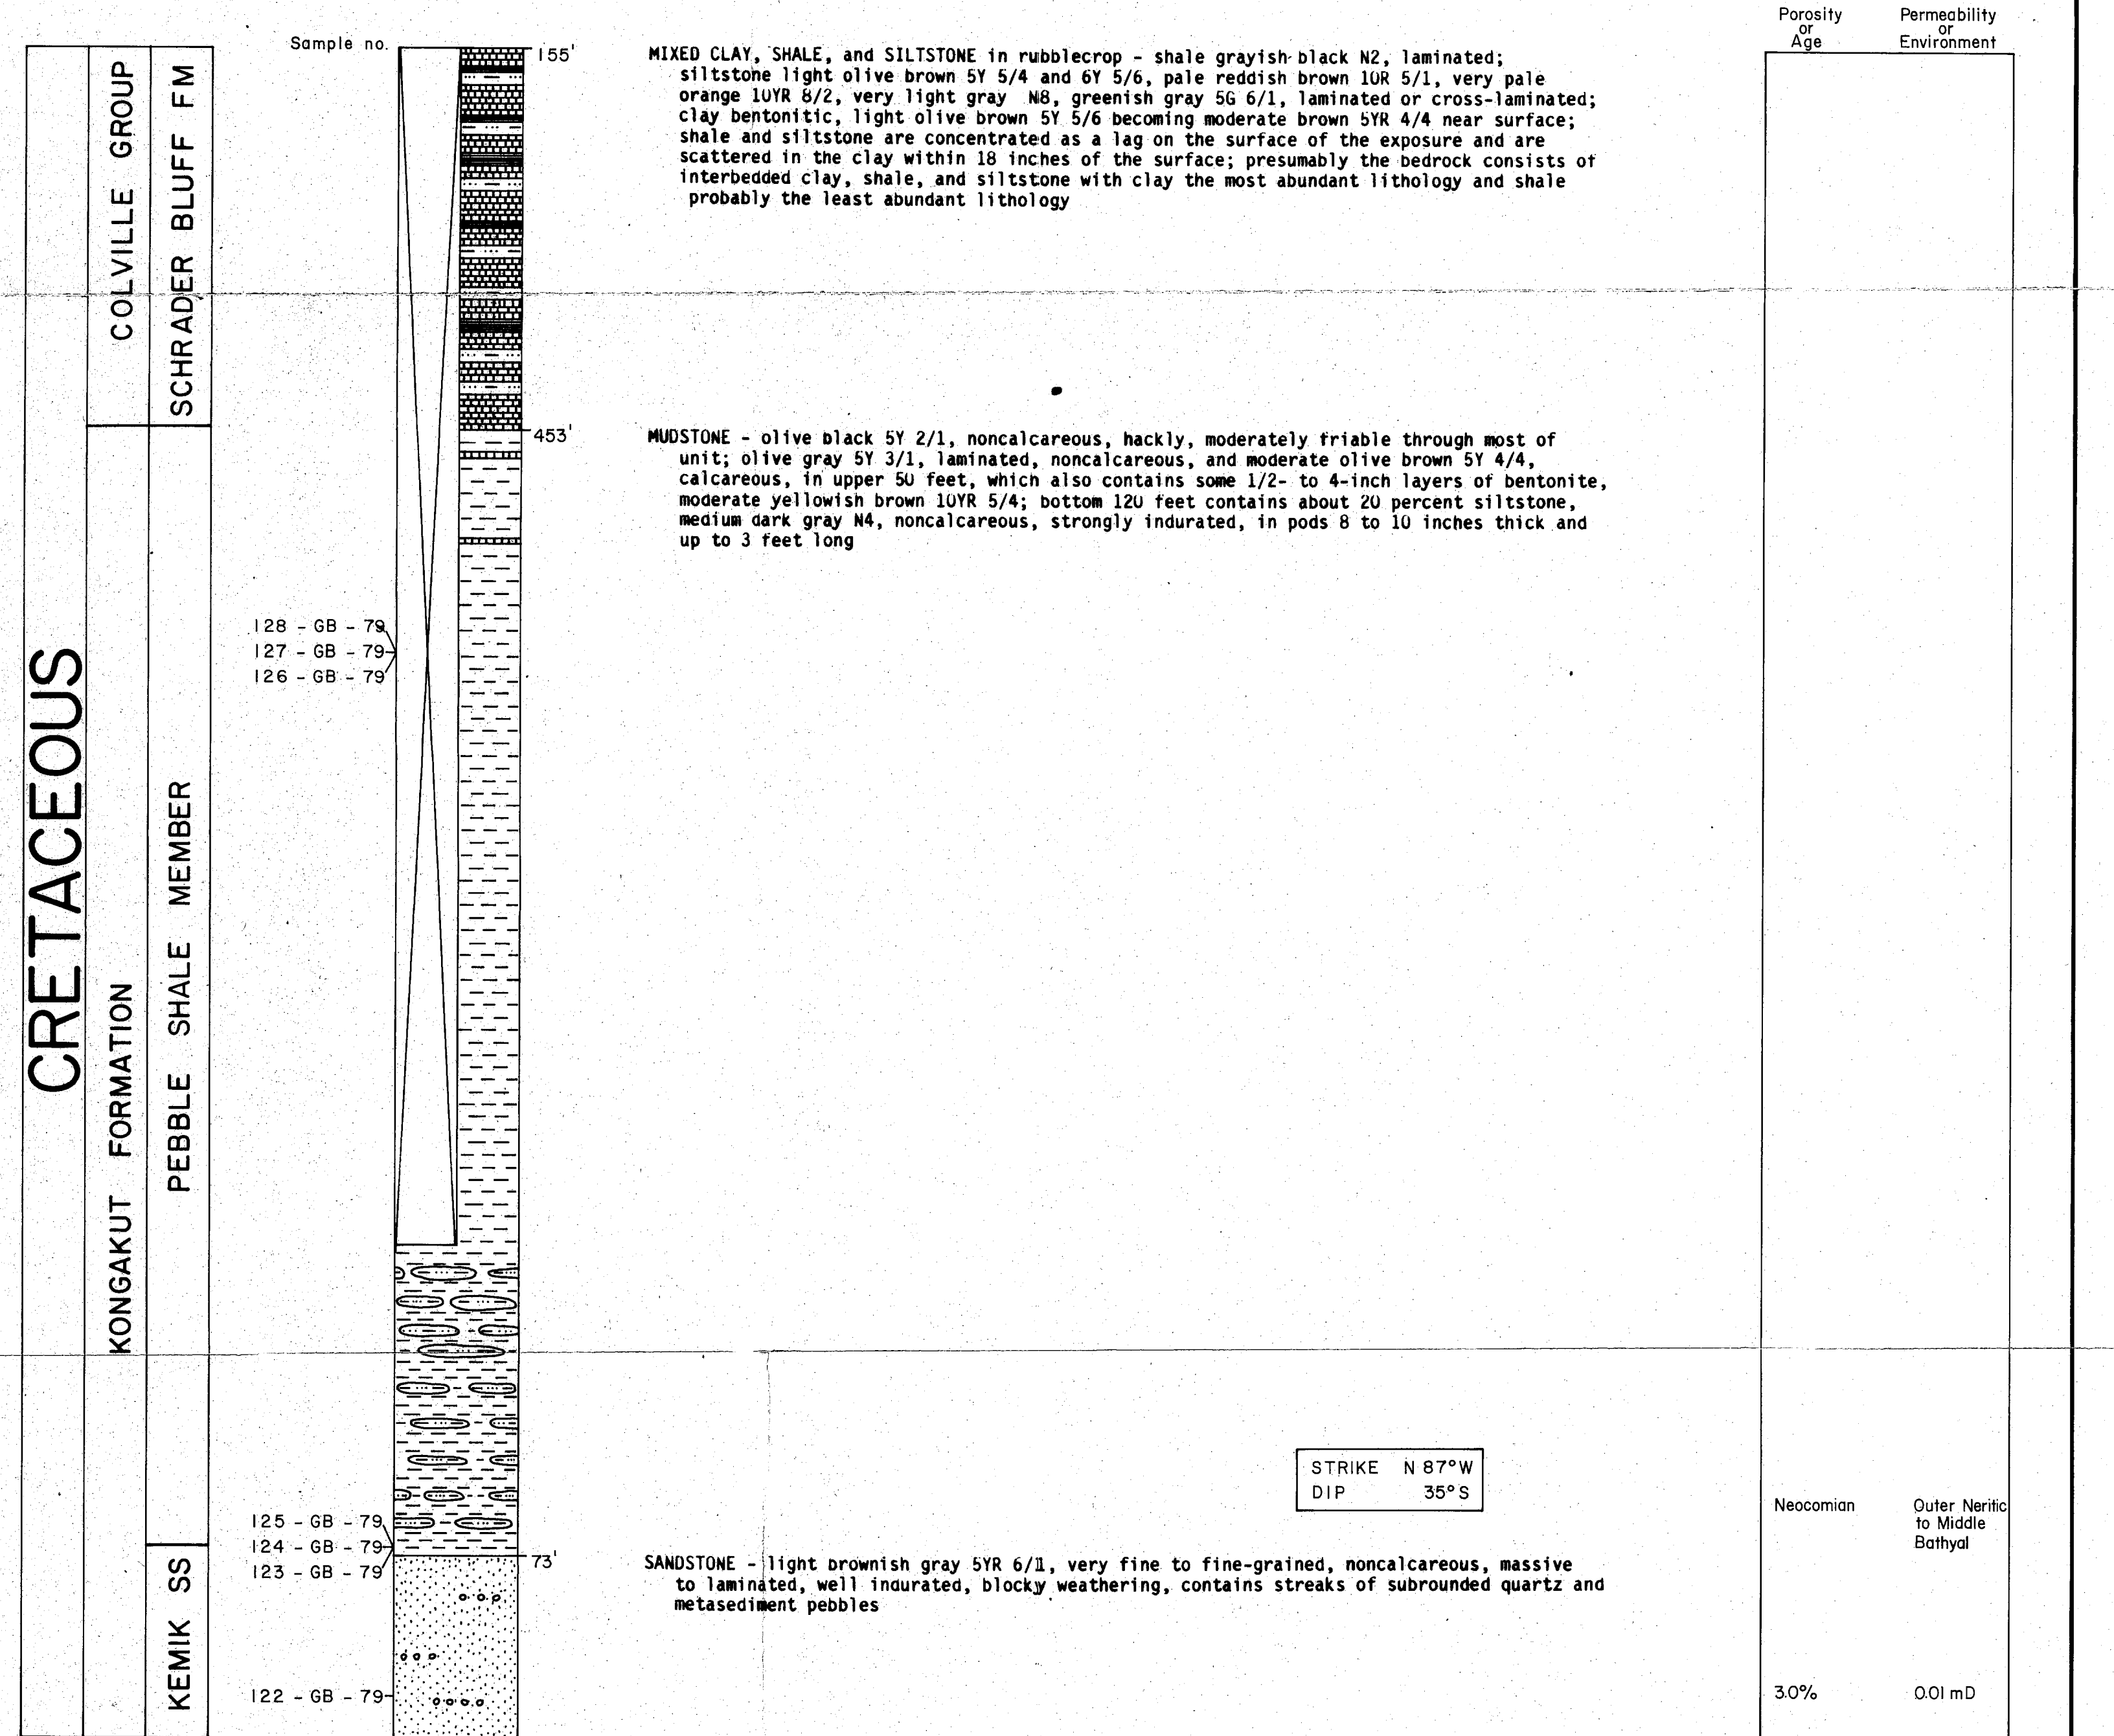 Porosity
or
Age
Permeability
or
Environment
Sample no.
155'
MIXED CLAY, SHALE, and SILTSTONE in rubblecrop - shale grayish black N2, laminated;
siltstone light olive brown 5Y 5/4 and 6Y 5/6, pale reddish brown 10R 5/1, very pale
orange 10YR 8/2, very light gray N8, greenish gray 5G 6/1, laminated or cross-laminated;
clay bentonitic, light olive brown 5Y 5/6 becoming moderate brown 5YR 4/4 near surface;
shale and siltstone are concentrated as a lag on the surface of the exposure and are
scattered in the clay within 18 inches of the surface; presumably the bedrock consists of
interbedded clay, shale, and siltstone with clay the most abundant lithology and shale
probably the least abundant lithology
COLVILLE GROUP
SCHRADER BLUFF FM
453'
MUDSTONE - olive black 5Y 2/1, noncalcareous, hackly, moderately friable through most of
unit; olive gray 5Y 3/1, laminated, noncalcareous, and moderate olive brown 5Y 4/4,
calcareous, in upper 50 feet, which also contains some 1/2- to 4-inch layers of bentonite,
moderate yellowish brown 10YR 5/4; bottom 120 feet contains about 20 percent siltstone,
medium dark gray N4, noncalcareous, strongly indurated, in pods 8 to 10 inches thick and
up to 3 feet long
128 - GB - 79
127 - GB - 79
126 - GB - 79
CRETACEOUS
KONGAKUT FORMATION
PEBBLE SHALE MEMBER
STRIKE N 87°W
DIP 35°S
Neocomian
Outer Neritic
to Middle
Bathyal
125 - GB - 79
124 - GB - 79
123 - GB - 79
73'
SANDSTONE - light brownish gray 5YR 6/1, very fine to fine-grained, noncalcareous, massive
to laminated, well indurated, blocky weathering, contains streaks of subrounded quartz and
metasediment pebbles
KEMIK SS
122 - GB - 79
3.0%
0.01 mD